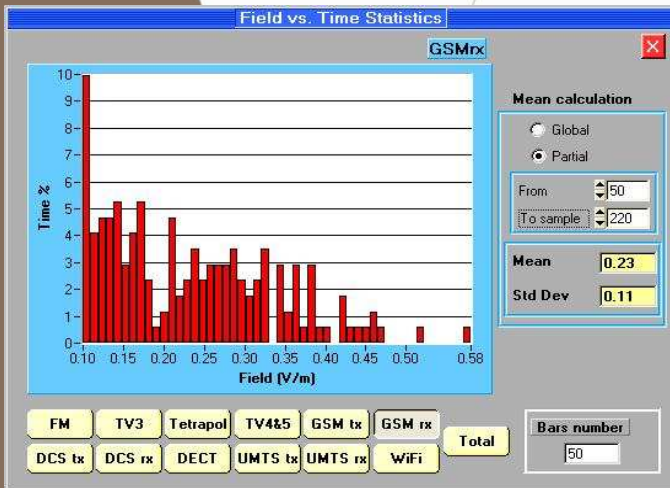 Field vs. Time Statistics
GSMrx
Time %
10
9
8
7
6
5
4
3
2
1
0
0.10 0.15 0.20 0.25 0.30 0.35 0.40 0.45 0.50 0.58
Field (V/m)
Mean calculation
Global
Partial
From 50
To sample 220
Mean 0.23
Std Dev 0.11
FM TV3 Tetrapol TV4&5 GSM tx GSM rx
DCS tx DCS rx DECT UMTS tx UMTS rx WiFi
Total
Bars number
50